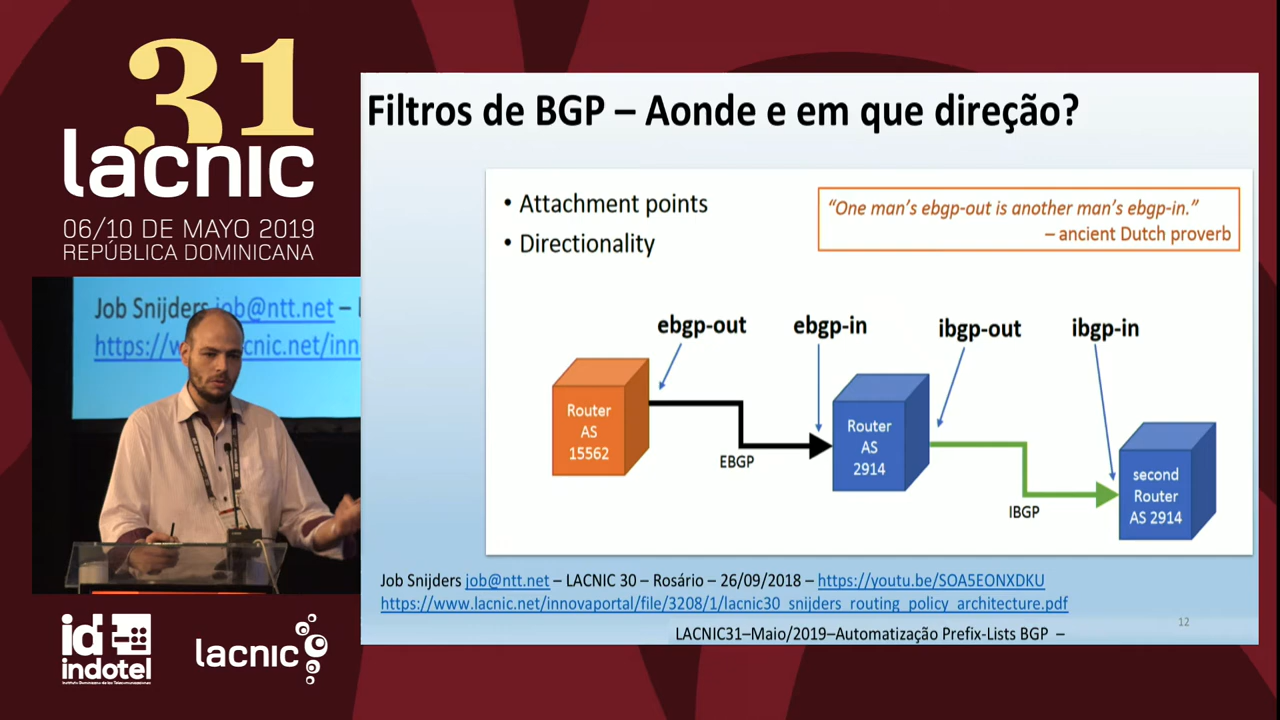 31
lacnic
06/10 DE MAYO 2019
REPÚBLICA DOMINICANA
Filtros de BGP – Aonde e em que direção?
• Attachment points
• Directionality
“One man’s ebgp-out is another man’s ebgp-in.”
– ancient Dutch proverb
ebgp-out
ebgp-in
ibgp-out
ibgp-in
Router
AS
15562
EBGP
Router
AS
2914
IBGP
second
Router
AS 2914
Job Snijders job@ntt.net – LACNIC 30 – Rosário – 26/09/2018 – https://youtu.be/SOA5EONXDKU
https://www.lacnic.net/innovaportal/file/3208/1/lacnic30_snijders_routing_policy_architecture.pdf
12
LACNIC31–Maio/2019–Automatização Prefix-Lists BGP –
Job Snijders job@ntt.net –
https://
cnic.net/inn
id
indotel
lacnic